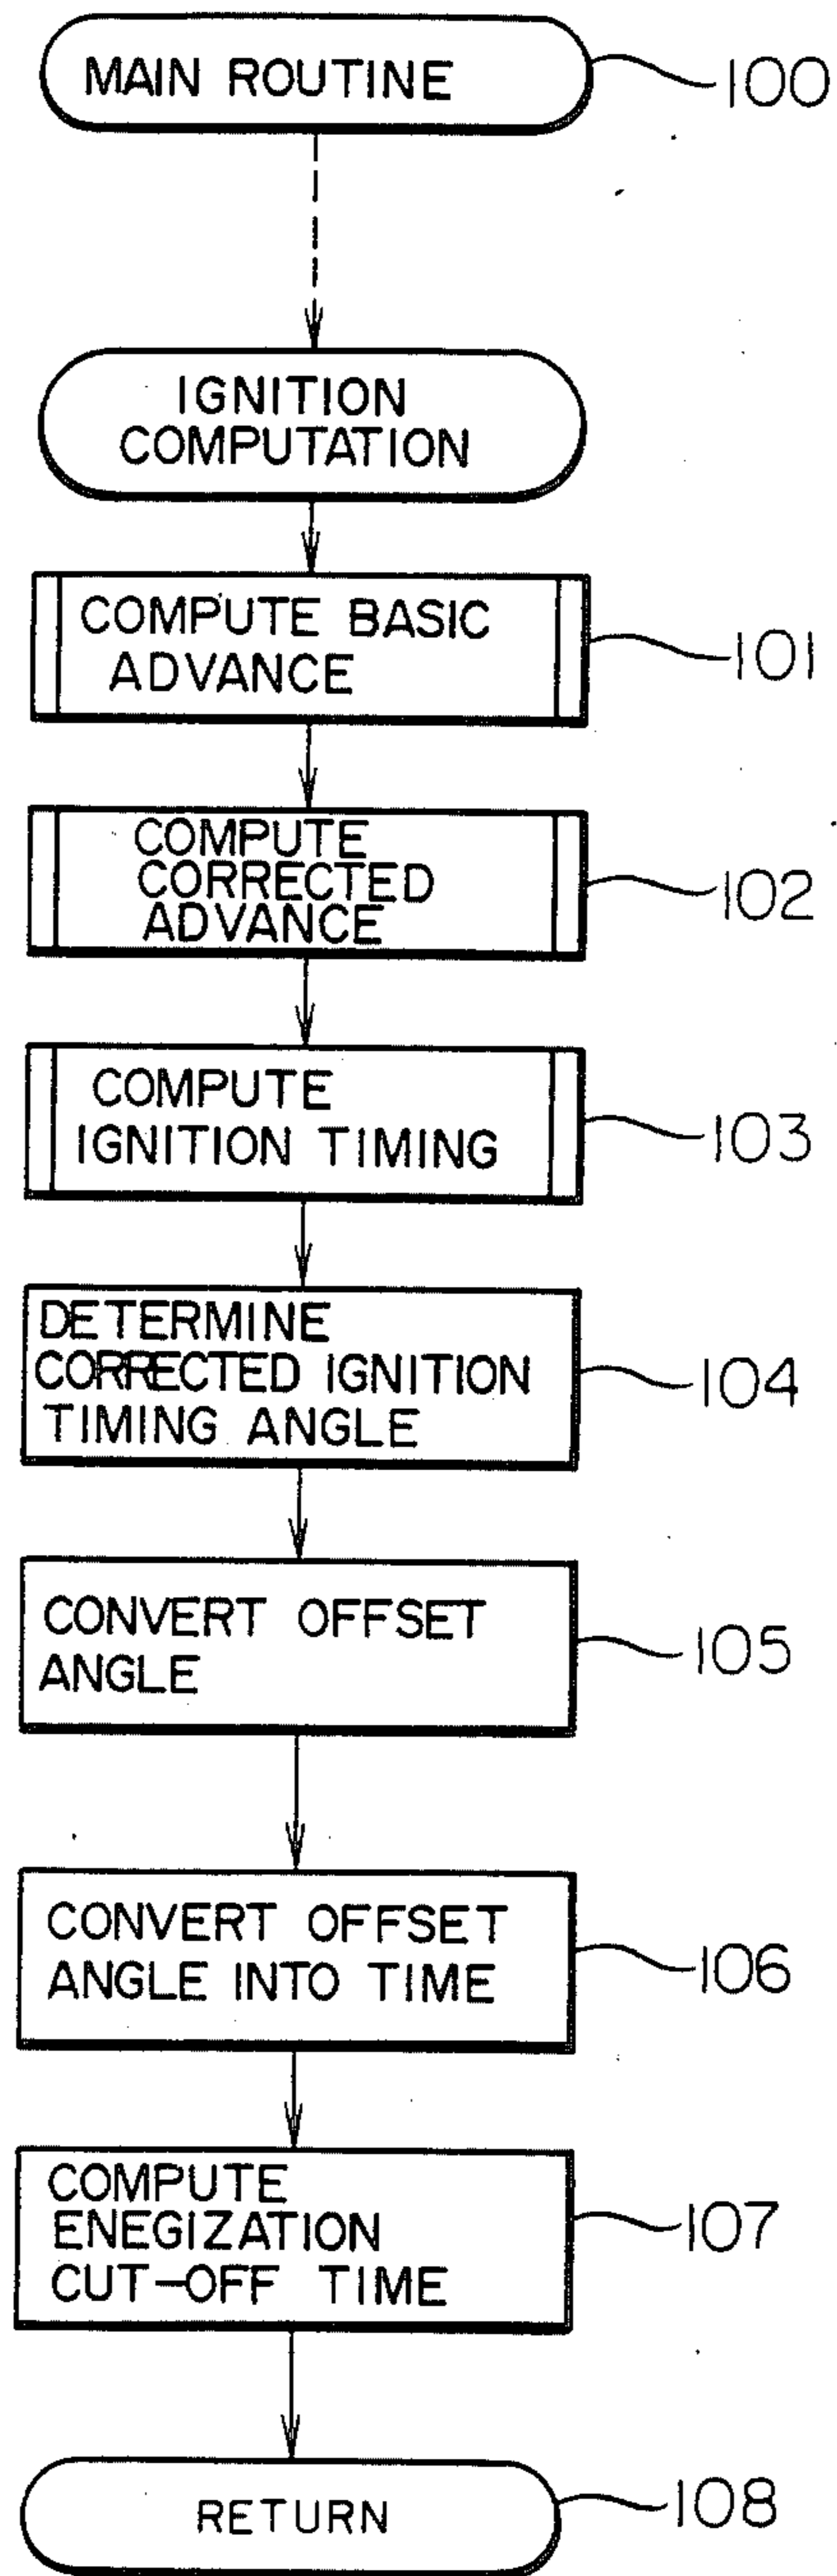 MAIN ROUTINE
100
IGNITION
COMPUTATION
COMPUTE BASIC
ADVANCE
101
COMPUTE
CORRECTED
ADVANCE
102
COMPUTE
IGNITION TIMING
103
DETERMINE
CORRECTED IGNITION
TIMING ANGLE
104
CONVERT OFFSET
ANGLE
105
CONVERT OFFSET
ANGLE INTO TIME
106
COMPUTE
ENEGIZATION
CUT-OFF TIME
107
RETURN
108